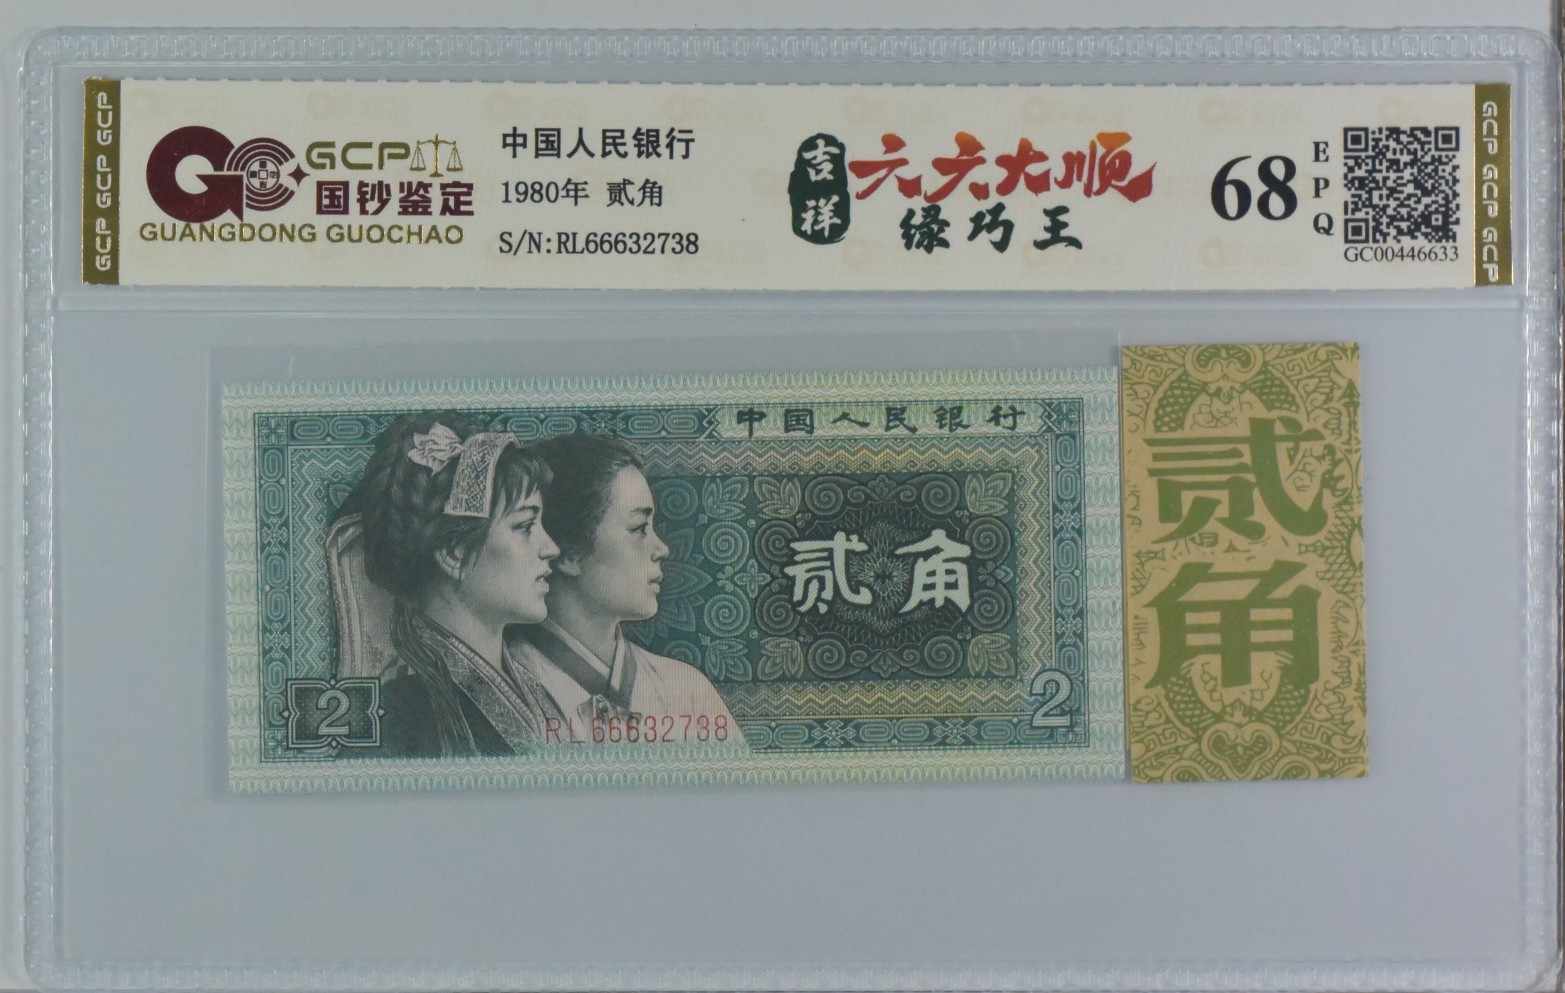 GCP GCP GCP
GCP
国钞鉴定
GUANGDONG GUOCHAO
中国人民银行
1980年 贰角
S/N:RL66632738
吉祥
六六大顺
绿巧王
68
EPQ
GC00446633
GCP GCP GCP
中国人民银行
贰角
2
2
RL66632738
贰角